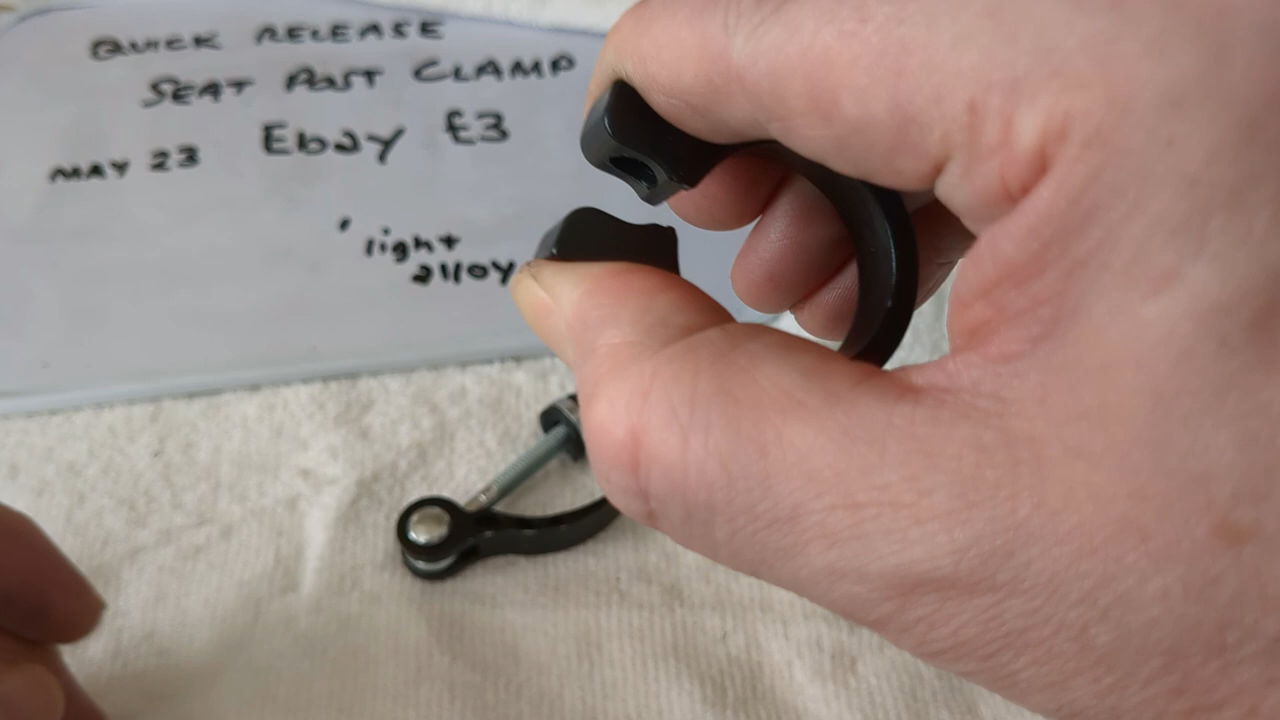 QUICK RELEASE
SEAT POST CLAMP
MAY 23 Ebay £3
' light
alloy